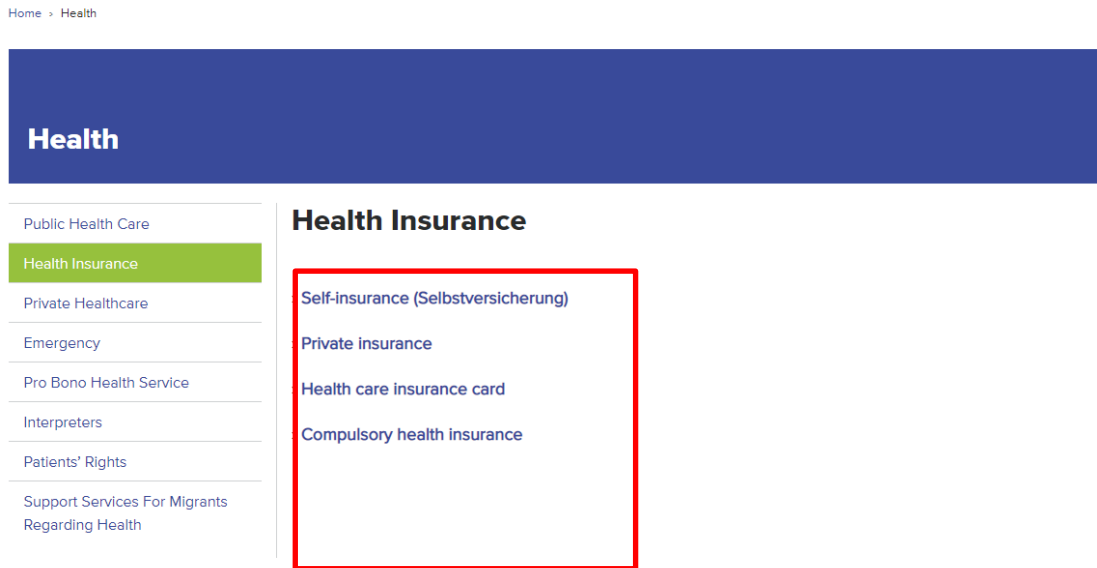 Home › Health
Health
Public Health Care
Health Insurance
Private Healthcare
Emergency
Pro Bono Health Service
Interpreters
Patients’ Rights
Support Services For Migrants
Regarding Health
Health Insurance
Self-insurance (Selbstversicherung)
Private insurance
Health care insurance card
Compulsory health insurance